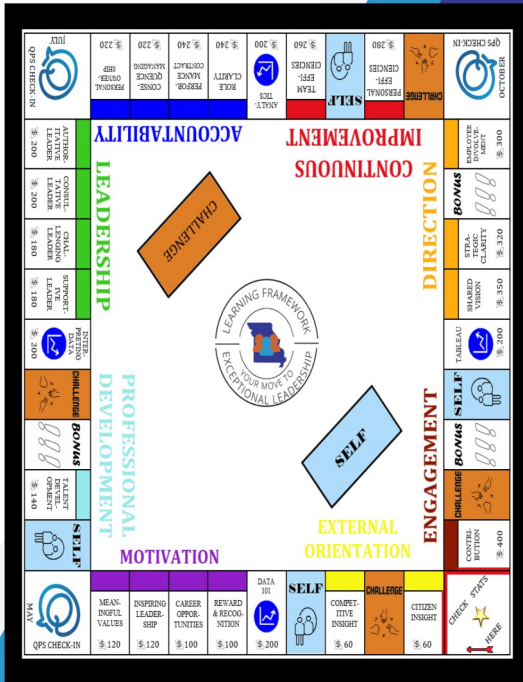 JULY
QPS CHECK-IN
$ 220
PERSONAL
OWNER-
SHIP
$ 220
CONSE-
QUENCE
MANAGING
$ 240
PERFOR-
MANCE
CONTRACT
$ 240
ROLE
CLARITY
$ 200
ANALY-
TICS
$ 260
TEAM
EFFI-
CIENCIES
SELF
$ 280
PERSONAL
EFFI-
CIENCIES
CHALLENGE
QPS CHECK-IN
OCTOBER
ACCOUNTABILITY
CONTINUOUS
IMPROVEMENT
AUTHOR-
ITATIVE
LEADER
$ 200
CONSUL-
TATIVE
LEADER
$ 200
CHAL-
LENGING
LEADER
$ 180
SUPPORT-
IVE
LEADER
$ 180
INTER-
PRETING
DATA
$ 200
CHALLENGE
BONUS
TALENT
DEVEL-
OPMENT
$ 140
SELF
LEADERSHIP
PROFESSIONAL
DEVELOPMENT
CHALLENGE
LEARNING FRAMEWORK
YOUR MOVE TO
EXCEPTIONAL LEADERSHIP
SELF
DIRECTION
ENGAGEMENT
EMPLOYEE
INVOLVE-
MENT
$ 300
BONUS
STRA-
TEGIC
CLARITY
$ 320
SHARED
VISION
$ 350
TABLEAU
$ 200
SELF
BONUS
CHALLENGE
CONTRI-
BUTION
$ 400
MOTIVATION
EXTERNAL
ORIENTATION
MAY
QPS CHECK-IN
MEAN-
INGFUL
VALUES
$ 120
INSPIRING
LEADER-
SHIP
$ 120
CAREER
OPPOR-
TUNITIES
$ 100
REWARD
& RECOG-
NITION
$ 100
DATA
101
$ 200
SELF
COMPET-
ITIVE
INSIGHT
$ 60
CHALLENGE
CITIZEN
INSIGHT
$ 60
CHECK STATS
HERE